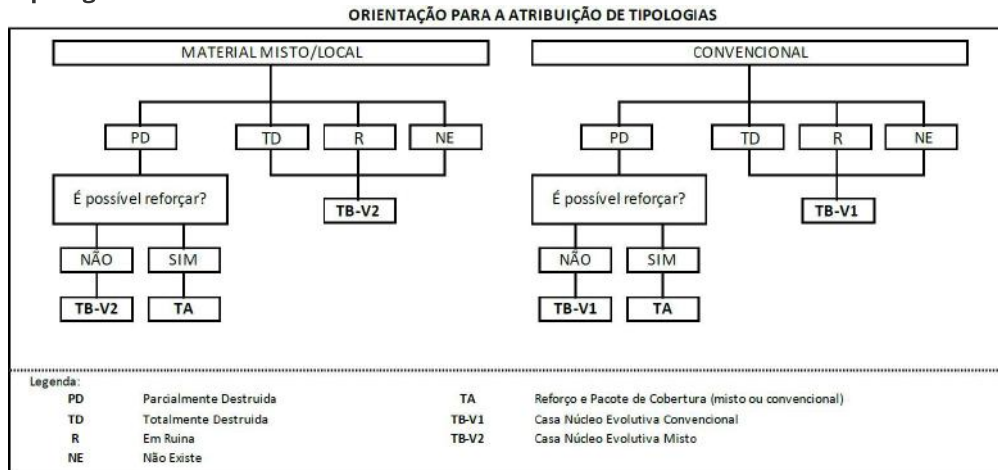 ORIENTAÇÃO PARA A ATRIBUIÇÃO DE TIPOLOGIAS
MATERIAL MISTO/LOCAL
CONVENCIONAL
PD TD R NE
PD TD R NE
É possível reforçar?
TB-V2
É possível reforçar?
TB-V1
NÃO SIM
NÃO SIM
TB-V2 TA
TB-V1 TA
Legenda:
PD Parcialmente Destruida
TA Reforço e Pacote de Cobertura (misto ou convencional)
TD Totalmente Destruida
TB-V1 Casa Núcleo Evolutiva Convencional
R Em Ruina
TB-V2 Casa Núcleo Evolutiva Misto
NE Não Existe